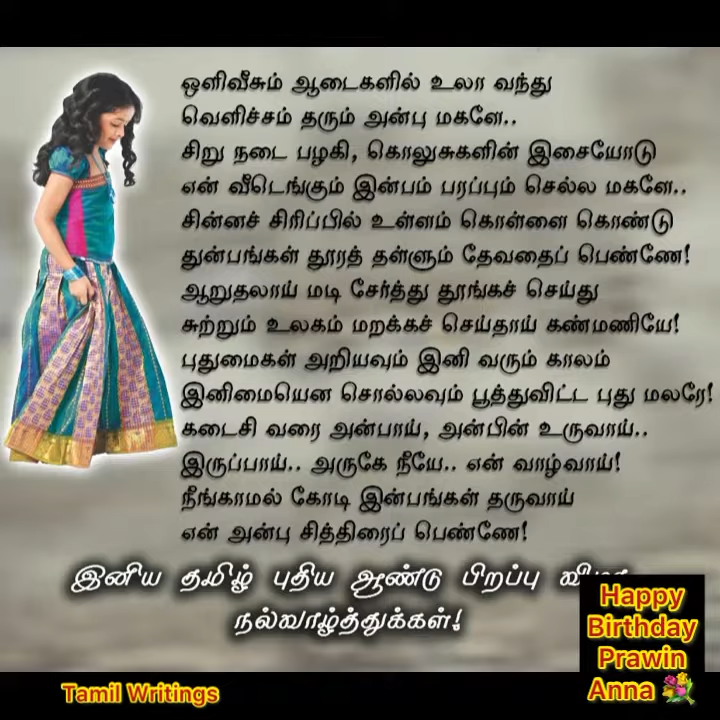 ஒளிவீசும் ஆடைகளில் உலா வந்து
வெளிச்சம் தரும் அன்பு மகளே..
சிறு நடை பழகி, கொலுசுகளின் இசையோடு
என் வீடெங்கும் இன்பம் பரப்பும் செல்ல மகளே..
சின்னச் சிரிப்பில் உள்ளம் கொள்ளை கொண்டு
துன்பங்கள் தூரத் தள்ளும் தேவதைப் பெண்ணே!
ஆறுதலாய் மடி சேர்த்து தூங்கச் செய்து
சுற்றும் உலகம் மறக்கச் செய்தாய் கண்மணியே!
புதுமைகள் அறியவும் இனி வரும் காலம்
இனிமையென சொல்லவும் பூத்துவிட்ட புது மலரே!
கடைசி வரை அன்பாய், அன்பின் உருவாய்..
இருப்பாய்.. அருகே நீயே.. என் வாழ்வாய்!
நீங்காமல் கோடி இன்பங்கள் தருவாய்
என் அன்பு சித்திரைப் பெண்ணே!
இனிய தமிழ் புதிய ஆண்டு பிறப்பு
நல்வாழ்த்துக்கள்!
Happy
Birthday
Prawin
Anna 💐
Tamil Writings